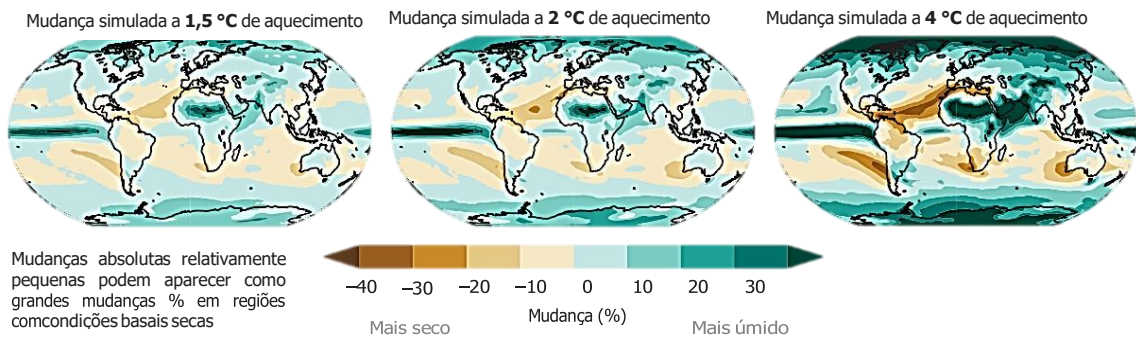 Mudança simulada a 1,5 °C de aquecimento
Mudança simulada a 2 °C de aquecimento
Mudança simulada a 4 °C de aquecimento
Mudanças absolutas relativamente
pequenas podem aparecer como
grandes mudanças % em regiões
comcondições basais secas
–40 –30 –20 –10 0 10 20 30
Mudança (%)
Mais seco
Mais úmido